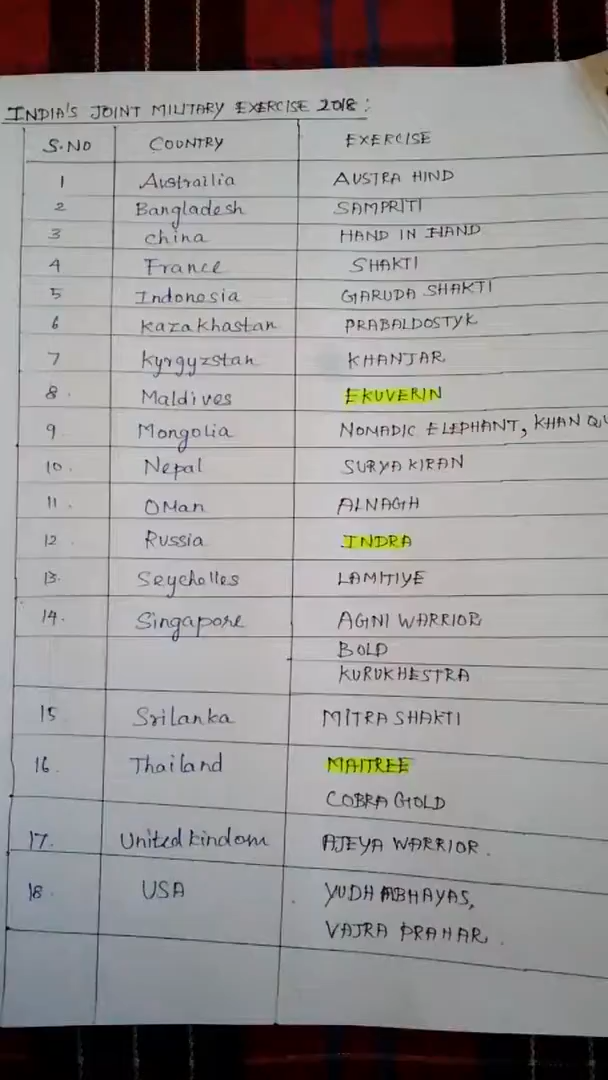 INDIA'S JOINT MILITARY EXERCISE 2018:
S.NO COUNTRY EXERCISE
1 Austrailia AUSTRA HIND
2 Bangladesh SAMPRITI
3 China HAND IN HAND
4 France SHAKTI
5 Indonesia GARUDA SHAKTI
6 Kazakhastan PRABALDOSTYK
7 Kyrgyzstan KHANJAR
8. Maldives EKUVERIN
9. Mongolia NOMADIC ELEPHANT, KHAN
10. Nepal SURYA KIRAN
11. OMan ALNAGH
12. Russia INDRA
13. Seychelles LAMITIYE
14. Singapore AGNI WARRIOR
BOLD
KURUKHESTRA
15 Srilanka MITRA SHAKTI
16. Thailand MAITREE
COBRA GOLD
17. United kindom AJEYA WARRIOR.
18. USA YUDH ABHAYAS,
VAJRA PRAHAR.